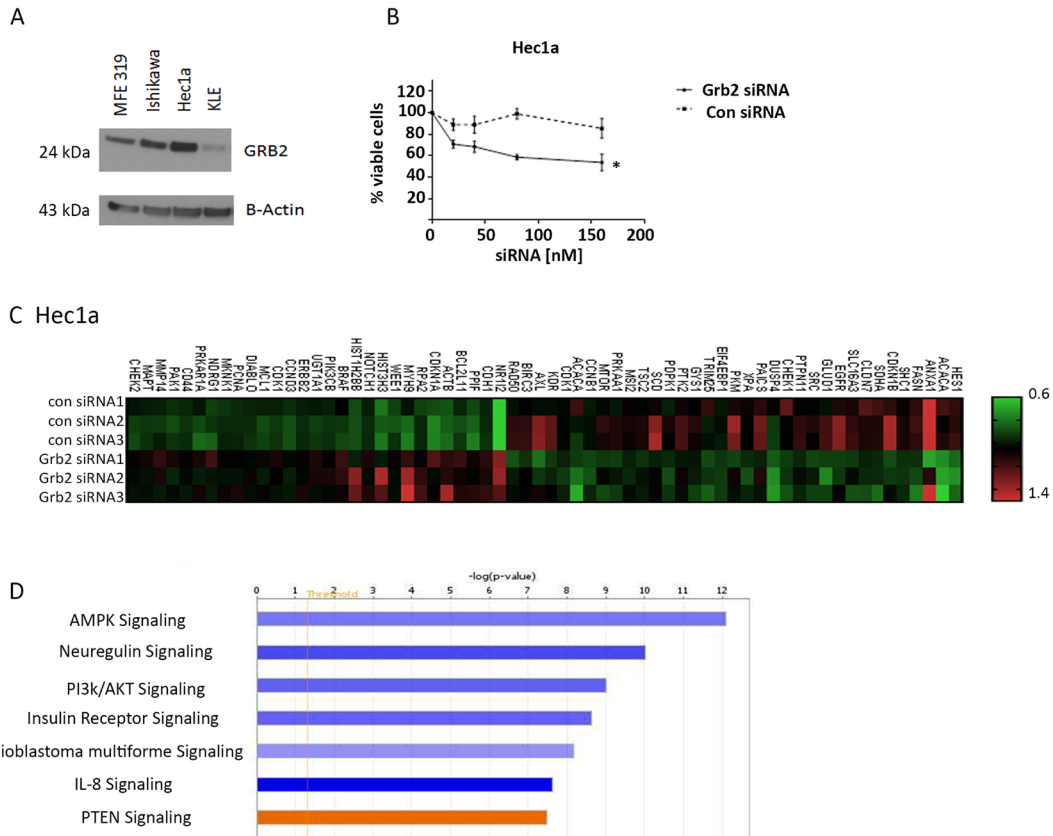 A
MFE 319
Ishikawa
Hec1a
KLE
24 kDa
GRB2
43 kDa
B-Actin
B
Hec1a
120
100
80
60
40
20
% viable cells
0
50
100
150
200
siRNA [nM]
*
Grb2 siRNA
Con siRNA
C Hec1a
CHEK2
MAPT
MMP14
PAK1
CD44
PRKAR1A
NDRG1
MKNK1
PCNA
DIABLO
MCL1
CDK1
CCND3
ERBB2
UGT1A1
PIK3CB
BRAF
HIST1H2BB
NOTCH1
HIST3H3
WEE1
MYH9
RPA2
CDKN1A
ACTB
BCL2L11
PPIF
CDH1
NR1I2
RAD50
BIRC3
AXL
KDR
CDK1
ACACA
CCNB1
MTOR
PRKAA1
TSC2
SCD
PDPK1
PTK2
GYS1
TRIM25
EIF4EBP1
PKM
XPA
DUSP4
CHEK1
PTPN11
SRC
GLUD1
EGFR
SLC16A3
CLDN7
SDHA
CDKN1B
SHC1
FASN
ANXA1
ACACA
HES1
con siRNA1
con siRNA2
con siRNA3
Grb2 siRNA1
Grb2 siRNA2
Grb2 siRNA3
0.6
1.4
D
-log(p-value)
0 1 2 3 4 5 6 7 8 9 10 11 12
Threshold
AMPK Signaling
Neuregulin Signaling
PI3k/AKT Signaling
Insulin Receptor Signaling
ioblastoma multiforme Signaling
IL-8 Signaling
PTEN Signaling